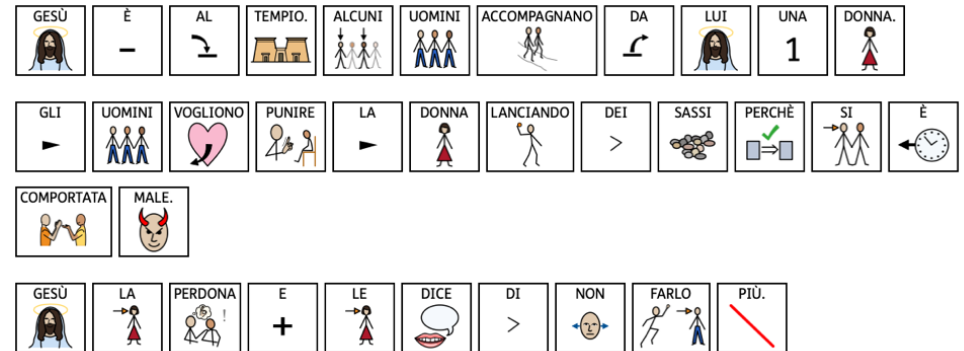 GESÙ È AL TEMPIO. ALCUNI UOMINI ACCOMPAGNANO DA LUI UNA 1 DONNA.
GLI UOMINI VOGLIONO PUNIRE LA DONNA LANCIANDO DEI SASSI PERCHÈ SI È
COMPORTATA MALE.
GESÙ LA PERDONA E LE DICE DI NON FARLO PIÙ.